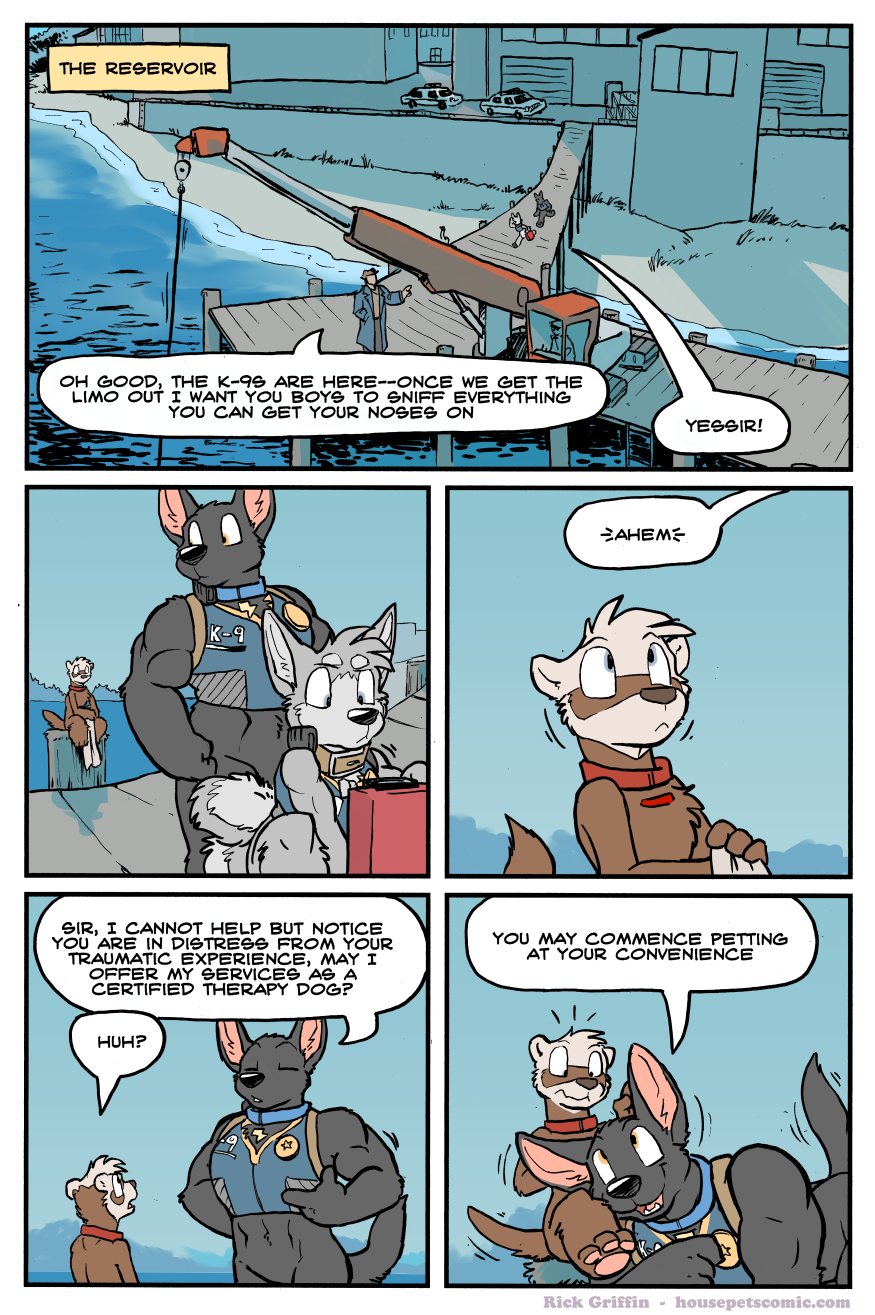 THE RESERVOIR
OH GOOD, THE K-9S ARE HERE--ONCE WE GET THE
LIMO OUT I WANT YOU BOYS TO SNIFF EVERYTHING
YOU CAN GET YOUR NOSES ON
YESSIR!
K-9
AHEM
SIR, I CANNOT HELP BUT NOTICE
YOU ARE IN DISTRESS FROM YOUR
TRAUMATIC EXPERIENCE, MAY I
OFFER MY SERVICES AS A
CERTIFIED THERAPY DOG?
HUH?
-9
YOU MAY COMMENCE PETTING
AT YOUR CONVENIENCE
Rick Griffin - housepetscomic.com